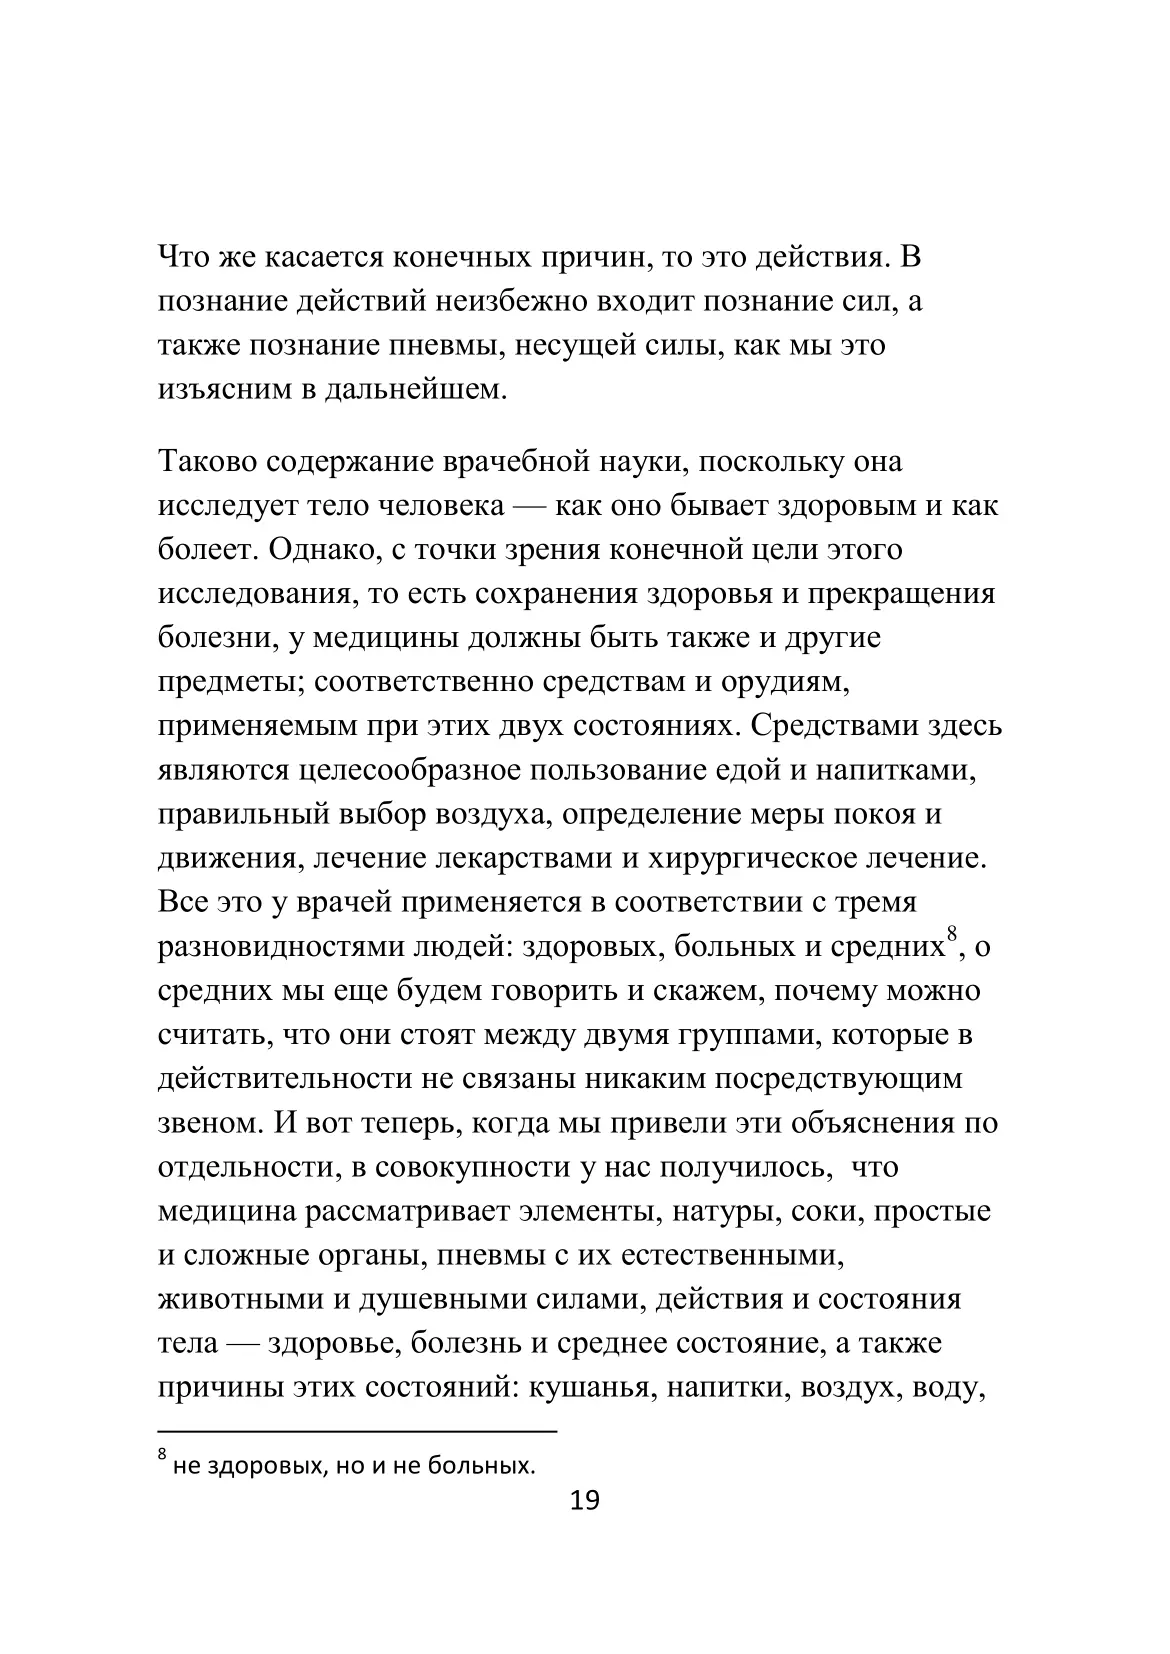 Что же касается конечных причин, то это действия. В
познание действий неизбежно входит познание сил, а
также познание пневмы, несущей силы, как мы это
изъясним в дальнейшем.
Таково содержание врачебной науки, поскольку она
исследует тело человека — как оно бывает здоровым и как
болеет. Однако, с точки зрения конечной цели этого
исследования, то есть сохранения здоровья и прекращения
болезни, у медицины должны быть также и другие
предметы; соответственно средствам и орудиям,
применяемым при этих двух состояниях. Средствами здесь
являются целесообразное пользование едой и напитками,
правильный выбор воздуха, определение меры покоя и
движения, лечение лекарствами и хирургическое лечение.
Все это у врачей применяется в соответствии с тремя
разновидностями людей: здоровых, больных и средних8, о
средних мы еще будем говорить и скажем, почему можно
считать, что они стоят между двумя группами, которые в
действительности не связаны никаким посредствующим
звеном. И вот теперь, когда мы привели эти объяснения по
отдельности, в совокупности у нас получилось,  что
медицина рассматривает элементы, натуры, соки, простые
и сложные органы, пневмы с их естественными,
животными и душевными силами, действия и состояния
тела — здоровье, болезнь и среднее состояние, а также
причины этих состояний: кушанья, напитки, воздух, воду,
8 не здоровых, но и не больных.
19